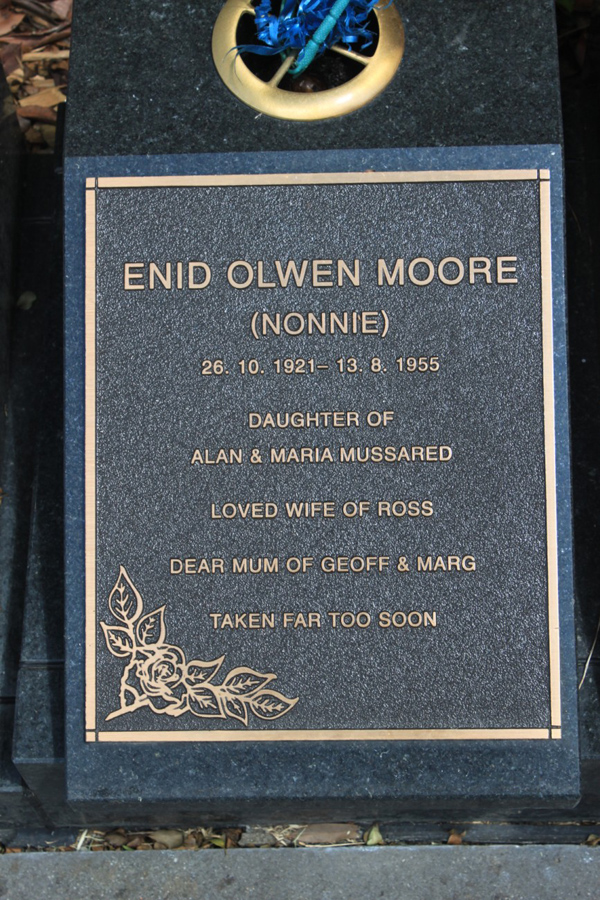 ENID OLWEN MOORE
(NONNIE)
26. 10. 1921– 13. 8. 1955
DAUGHTER OF
ALAN & MARIA MUSSARED
LOVED WIFE OF ROSS
DEAR MUM OF GEOFF & MARG
TAKEN FAR TOO SOON